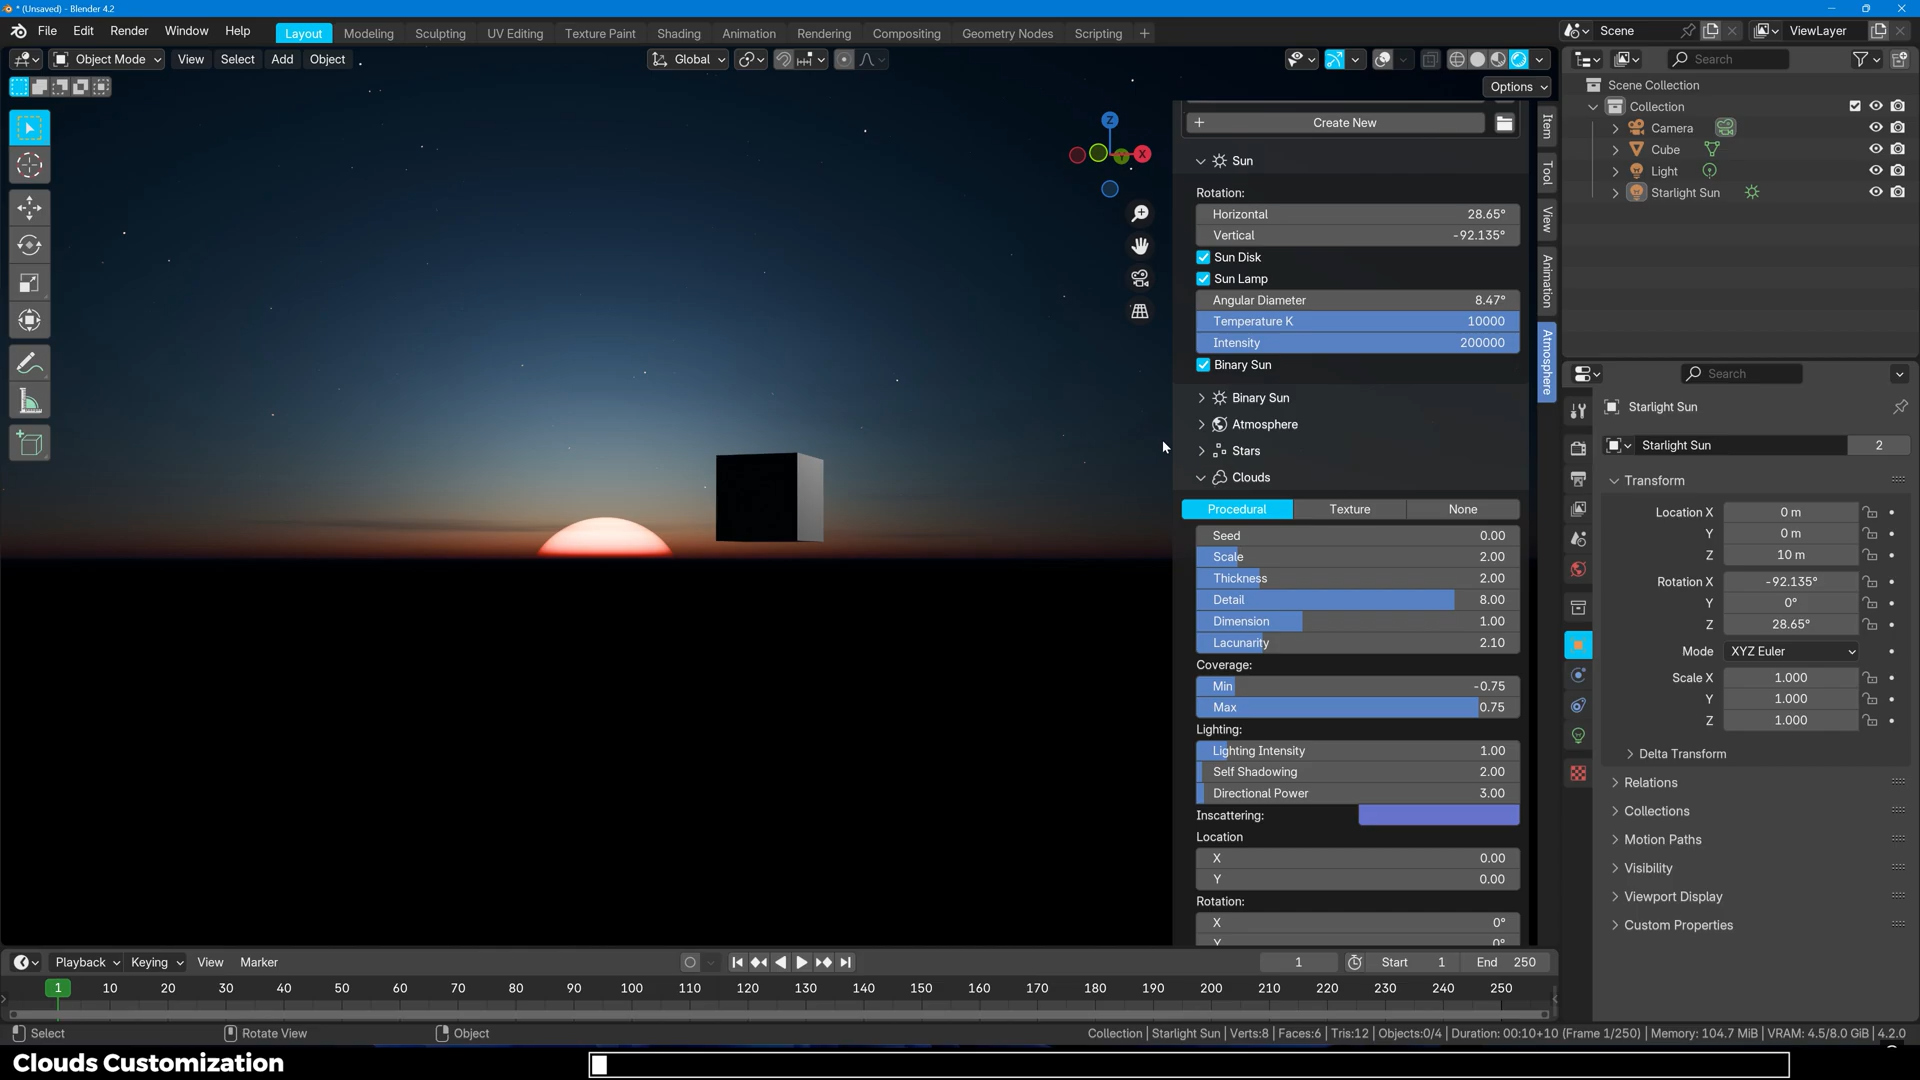 * (Unsaved) - Blender 4.2
File Edit Render Window Help Layout Modeling Sculpting UV Editing Texture Paint Shading Animation Rendering Compositing Geometry Nodes Scripting + Scene ViewLayer
Object Mode View Select Add Object Global Search
Options
Scene Collection
Collection
Camera
Cube
Light
Starlight Sun
Z
X
Y
Item
Tool
View
Animation
Atmosphere
Create New
Sun
Rotation:
Horizontal 28.65°
Vertical -92.135°
Sun Disk
Sun Lamp
Angular Diameter 8.47°
Temperature K 10000
Intensity 200000
Binary Sun
Binary Sun
Atmosphere
Stars
Clouds
Procedural Texture None
Seed 0.00
Scale 2.00
Thickness 2.00
Detail 8.00
Dimension 1.00
Lacunarity 2.10
Coverage:
Min -0.75
Max 0.75
Lighting:
Lighting Intensity 1.00
Self Shadowing 2.00
Directional Power 3.00
Inscattering:
Location
X 0.00
Y 0.00
Rotation:
X 0°
Y 0°
Search
Starlight Sun
Starlight Sun 2
Transform
Location X 0 m
Y 0 m
Z 10 m
Rotation X -92.135°
Y 0°
Z 28.65°
Mode XYZ Euler
Scale X 1.000
Y 1.000
Z 1.000
Delta Transform
Relations
Collections
Motion Paths
Visibility
Viewport Display
Custom Properties
Playback Keying View Marker 1 Start 1 End 250
1 10 20 30 40 50 60 70 80 90 100 110 120 130 140 150 160 170 180 190 200 210 220 230 240 250
Select Rotate View Object Collection | Starlight Sun | Verts:8 | Faces:6 | Tris:12 | Objects:0/4 | Duration: 00:10+10 (Frame 1/250) | Memory: 104.7 MiB | VRAM: 4.5/8.0 GiB | 4.2.0
Clouds Customization